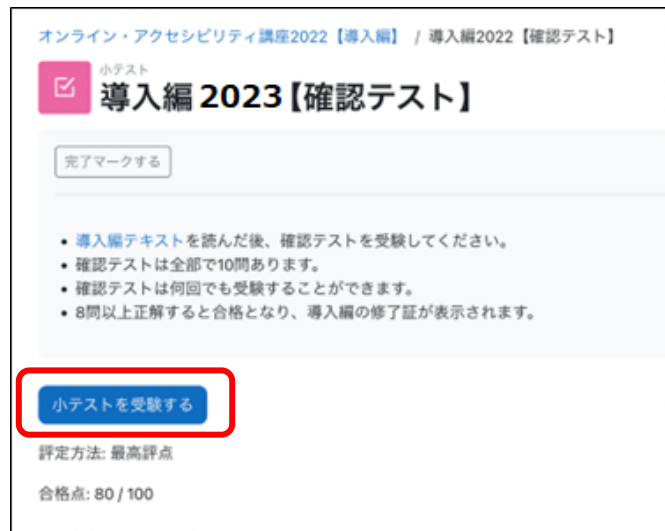 オンライン・アクセシビリティ講座2022【導入編】 / 導入編2022【確認テスト】
小テスト
導入編 2023【確認テスト】
完了マークする
• 導入編テキストを読んだ後、確認テストを受験してください。
• 確認テストは全部で10問あります。
• 確認テストは何回でも受験することができます。
• 8問以上正解すると合格となり、導入編の修了証が表示されます。
小テストを受験する
評定方法: 最高評点
合格点: 80 / 100